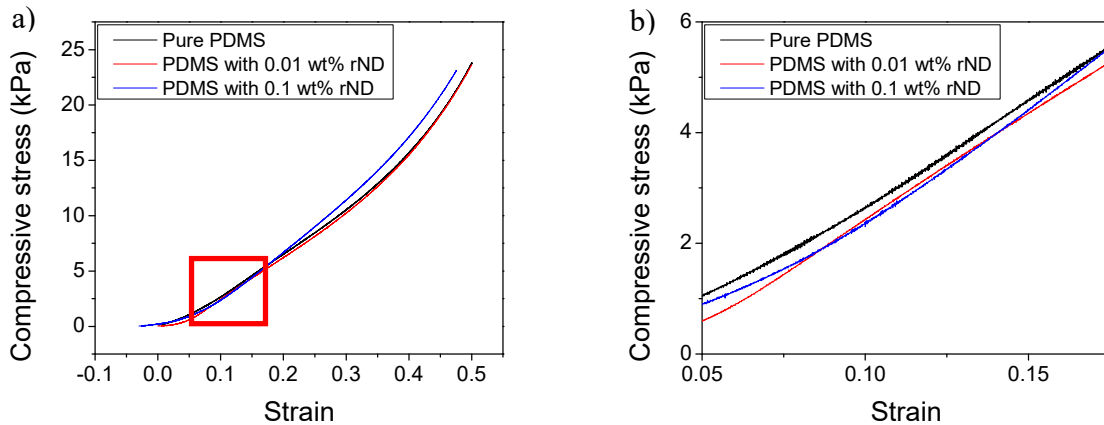 a)
Pure PDMS
PDMS with 0.01 wt% rND
PDMS with 0.1 wt% rND
25
20
15
10
5
0
Compressive stress (kPa)
-0.1 0.0 0.1 0.2 0.3 0.4 0.5
Strain
b)
Pure PDMS
PDMS with 0.01 wt% rND
PDMS with 0.1 wt% rND
6
4
2
0
Compressive stress (kPa)
0.05 0.10 0.15
Strain